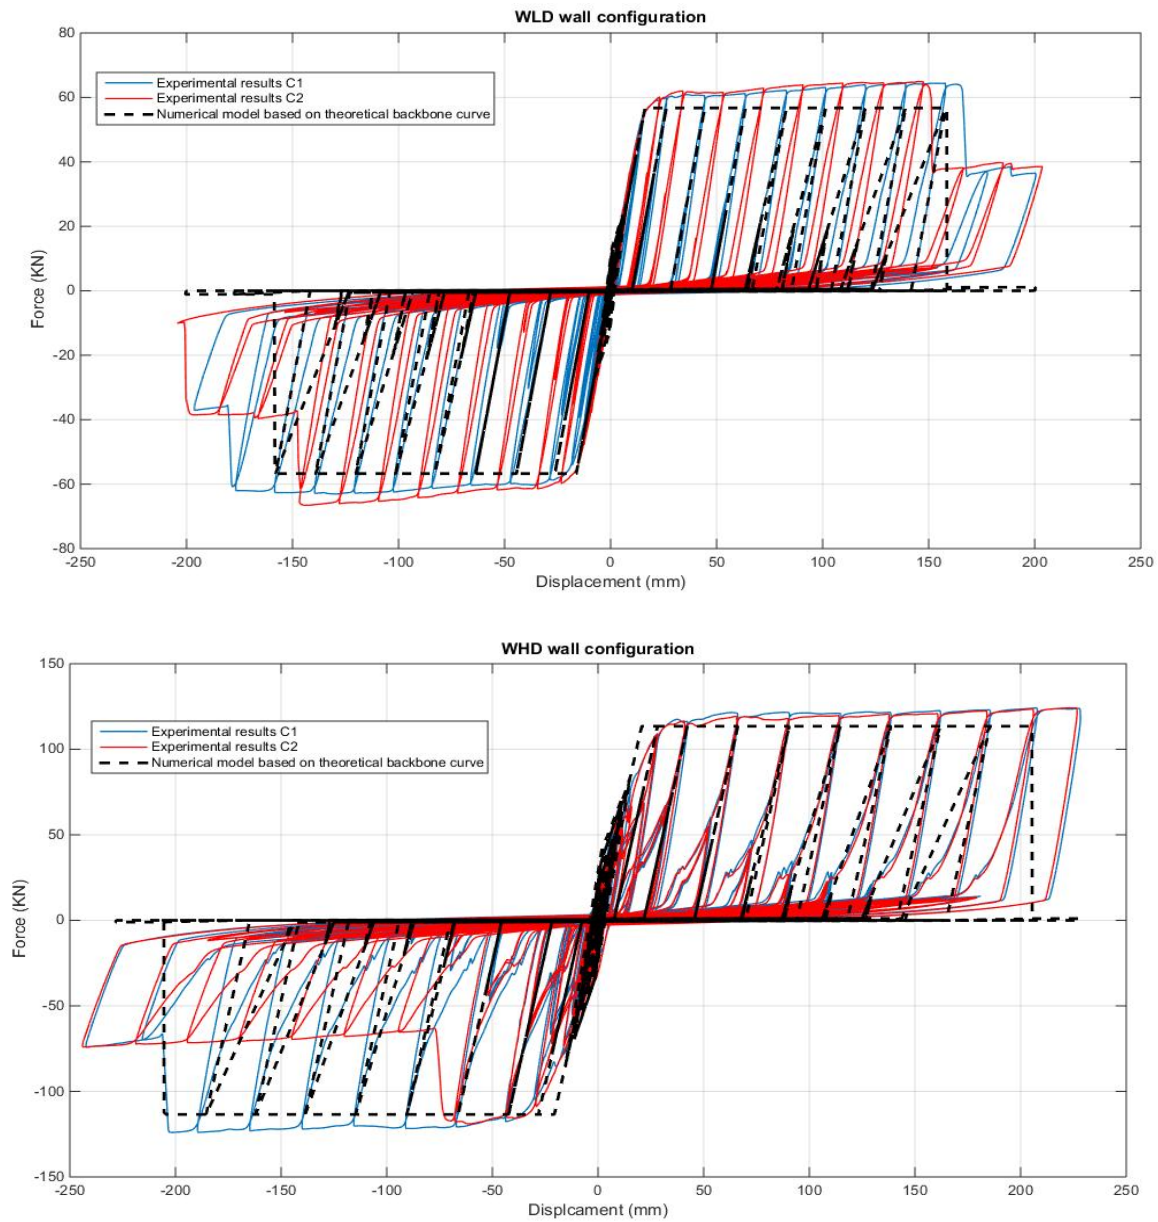 WLD wall configuration
80
60
40
20
0
-20
-40
-60
-80
Force (KN)
Experimental results C1
Experimental results C2
Numerical model based on theoretical backbone curve
-250 -200 -150 -100 -50 0 50 100 150 200 250
Displacement (mm)
WHD wall configuration
150
100
50
0
-50
-100
-150
Force (KN)
Experimental results C1
Experimental results C2
Numerical model based on theoretical backbone curve
-250 -200 -150 -100 -50 0 50 100 150 200 250
Displcament (mm)